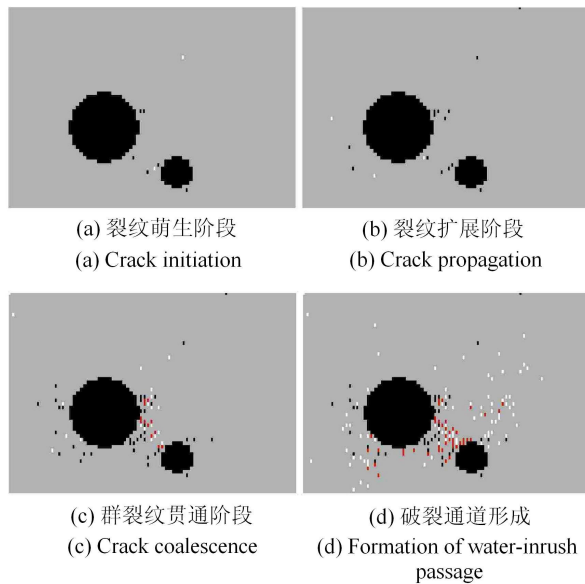 (a) 裂纹萌生阶段
(a) Crack initiation
(b) 裂纹扩展阶段
(b) Crack propagation
(c) 群裂纹贯通阶段
(c) Crack coalescence
(d) 破裂通道形成
(d) Formation of water-inrush
passage